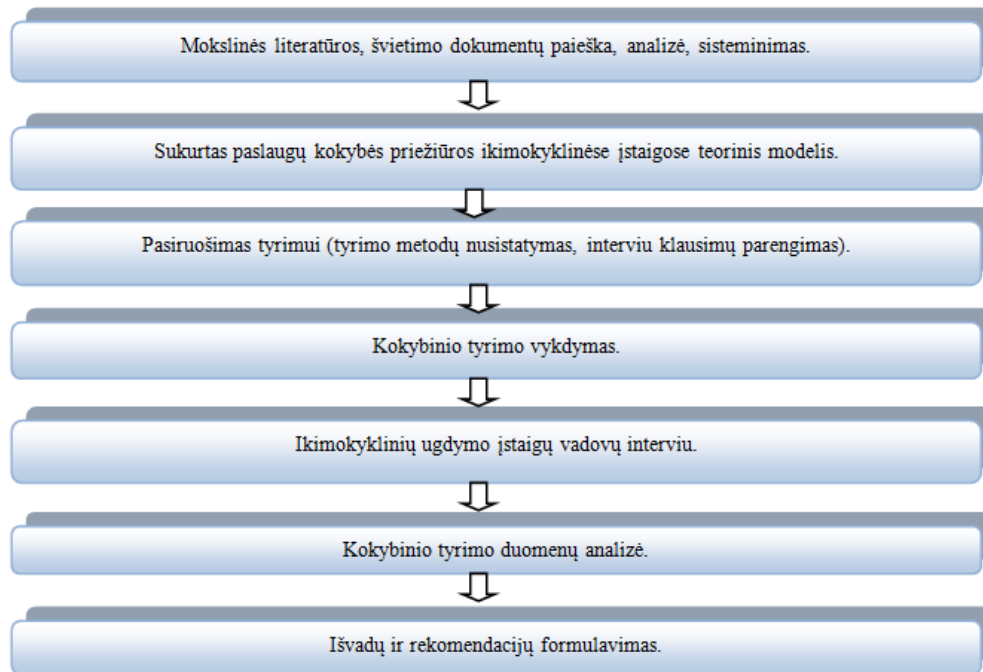 Mokslinės literatūros, švietimo dokumentų paieška, analizė, sisteminimas.
Sukurtas paslaugų kokybės priežiūros ikimokyklinėse įstaigose teorinis modelis.
Pasiruošimas tyrimui (tyrimo metodų nusistatymas, interviu klausimų parengimas).
Kokybinio tyrimo vykdymas.
Ikimokyklinių ugdymo įstaigų vadovų interviu.
Kokybinio tyrimo duomenų analizė.
Išvadų ir rekomendacijų formulavimas.